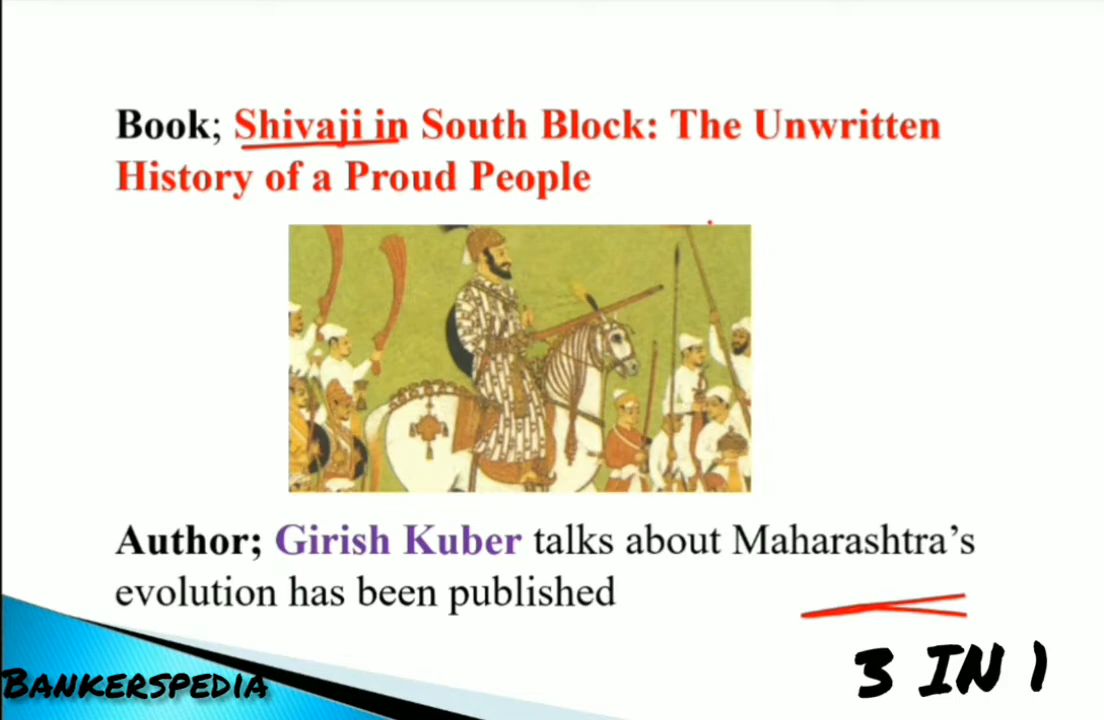 Book; Shivaji in South Block: The Unwritten
History of a Proud People
Author; Girish Kuber talks about Maharashtra’s
evolution has been published
BANKERSPEDIA
3 IN 1